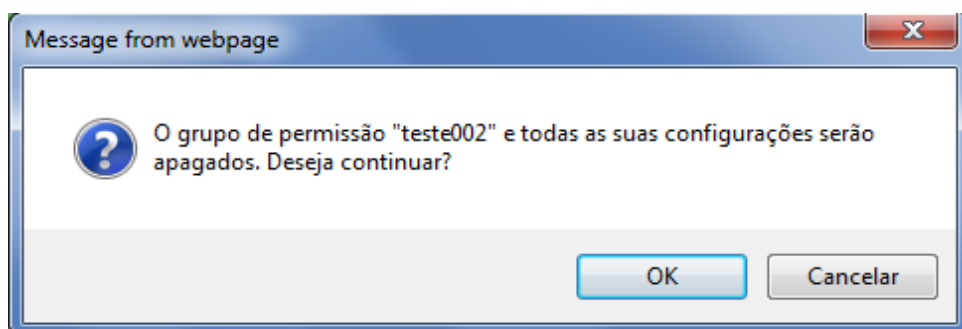 Message from webpage
O grupo de permissão "teste002" e todas as suas configurações serão
apagados. Deseja continuar?
OK
Cancelar